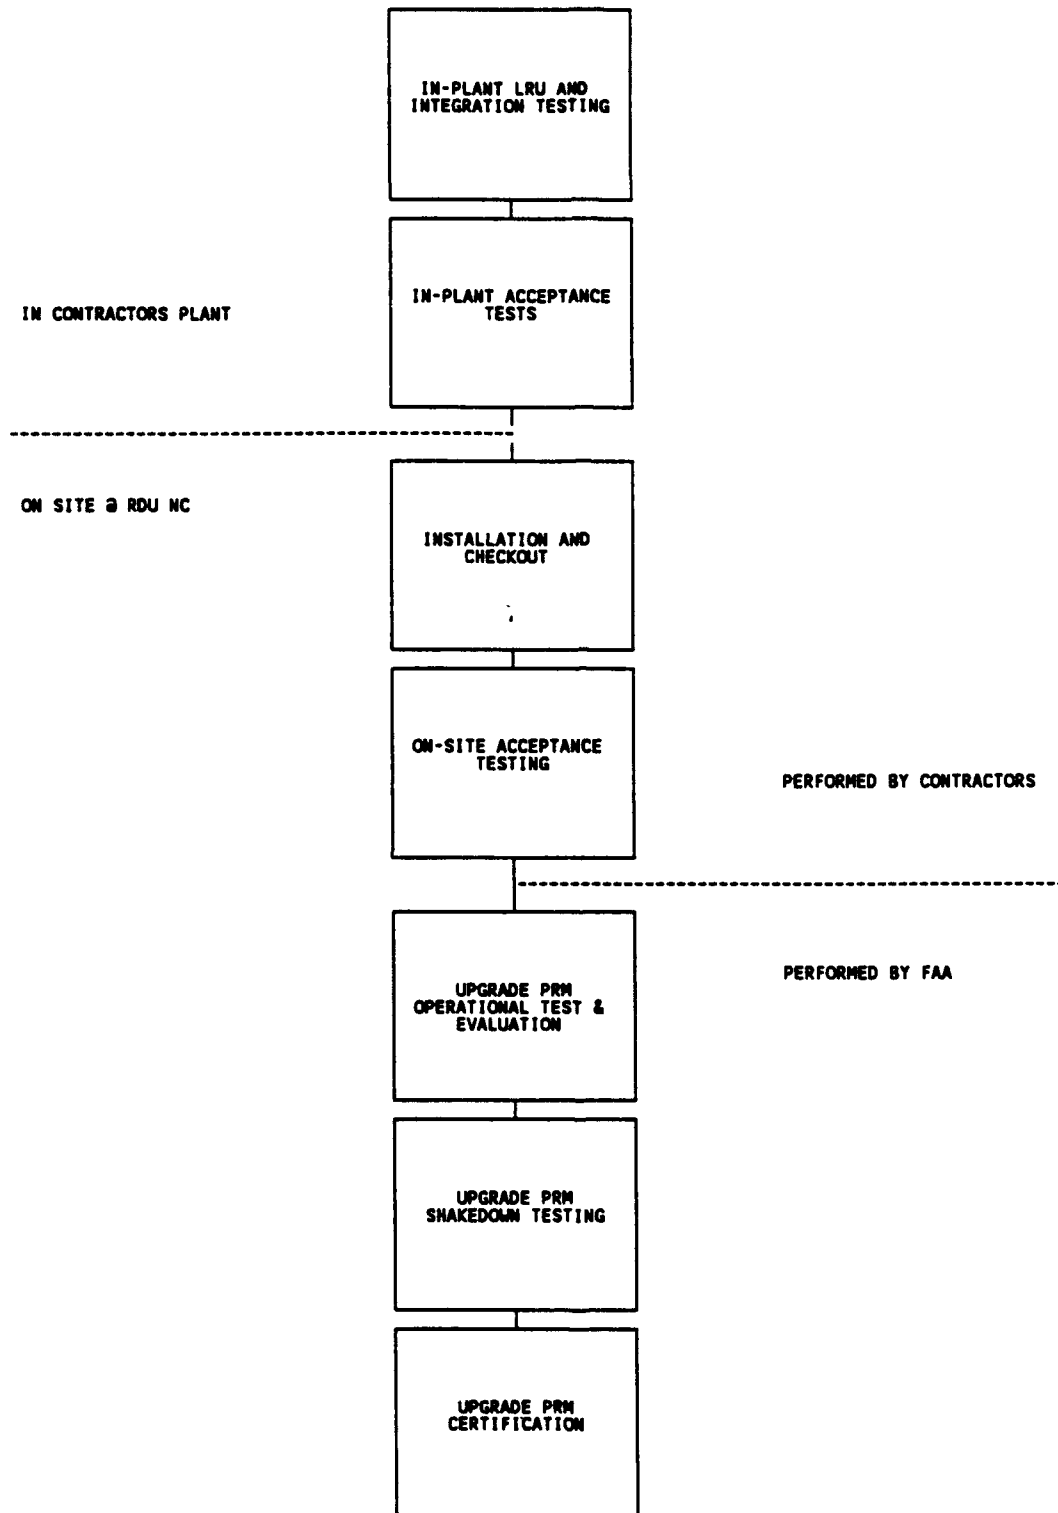 IN-PLANT LRU AND
INTEGRATION TESTING
IN-PLANT ACCEPTANCE
TESTS
IN CONTRACTORS PLANT
ON SITE @ RDU NC
INSTALLATION AND
CHECKOUT
ON-SITE ACCEPTANCE
TESTING
PERFORMED BY CONTRACTORS
PERFORMED BY FAA
UPGRADE PRM
OPERATIONAL TEST &
EVALUATION
UPGRADE PRM
SHAKEDOWN TESTING
UPGRADE PRM
CERTIFICATION